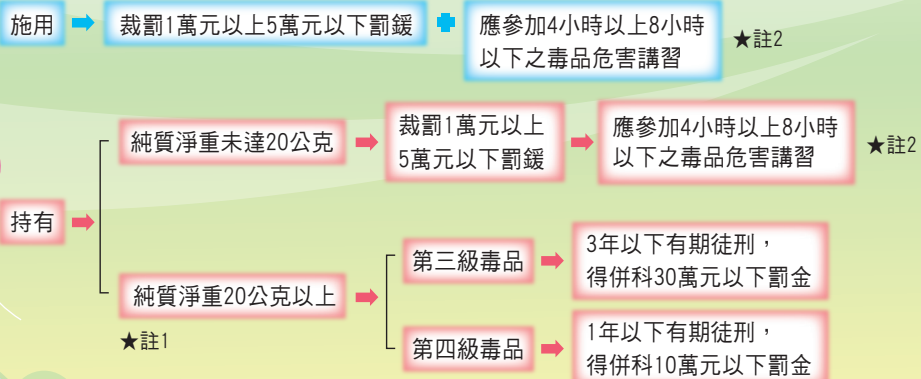 施用
裁罰1萬元以上5萬元以下罰鍰
應參加4小時以上8小時
以下之毒品危害講習
★註2
持有
純質淨重未達20公克
裁罰1萬元以上
5萬元以下罰鍰
應參加4小時以上8小時
以下之毒品危害講習
★註2
純質淨重20公克以上
★註1
第三級毒品
3年以下有期徒刑，
得併科30萬元以下罰金
第四級毒品
1年以下有期徒刑，
得併科10萬元以下罰金